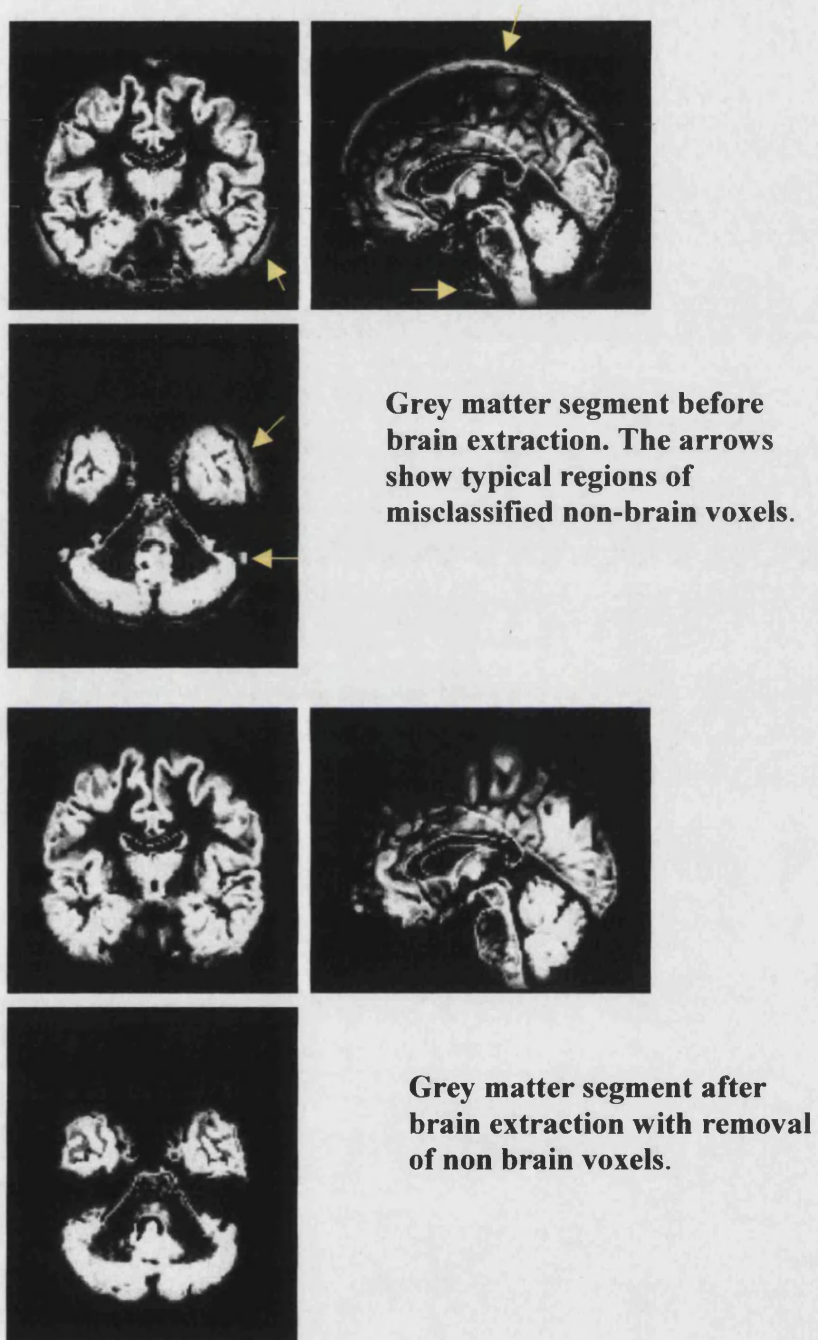 Grey matter segment before
brain extraction. The arrows
show typical regions of
misclassified non-brain voxels.
Grey matter segment after
brain extraction with removal
of non brain voxels.